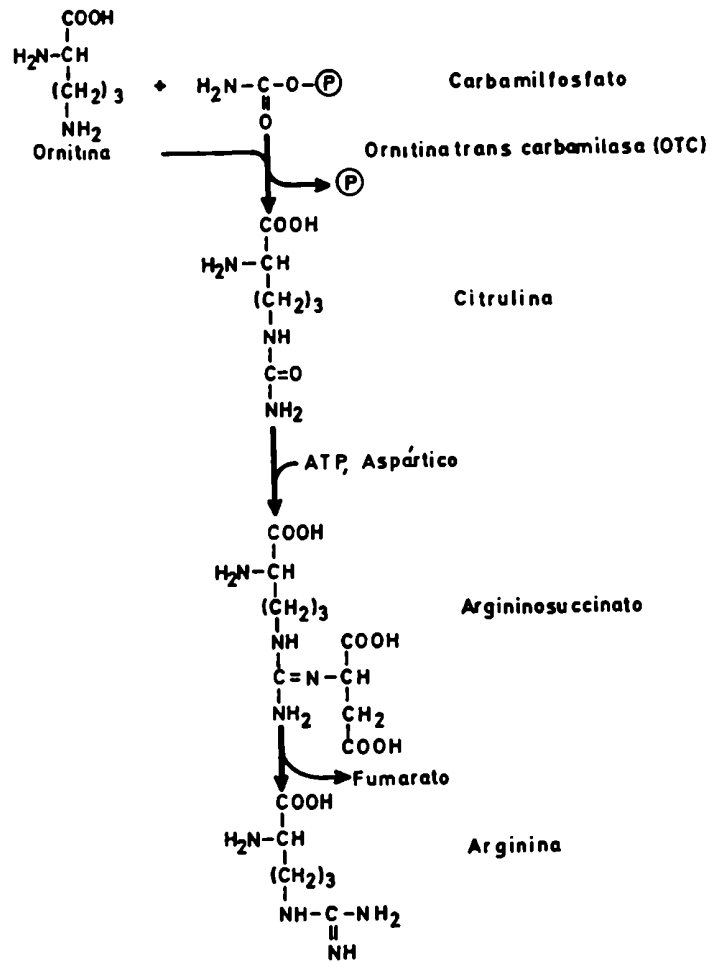 COOH
H2N-CH
(CH2)3 + H2N-C-O-Ⓟ Carbamilfosfato
NH2 O
Ornitina Ornitina trans carbamilasa (OTC)
Ⓟ
COOH
H2N-CH
(CH2)3 Citrulina
NH
C=O
NH2
ATP, Aspártico
COOH
H2N-CH
(CH2)3 Argininosuccinato
NH COOH
C=N-CH
NH2 CH2
COOH
Fumarato
COOH
H2N-CH Arginina
(CH2)3
NH-C-NH2
NH